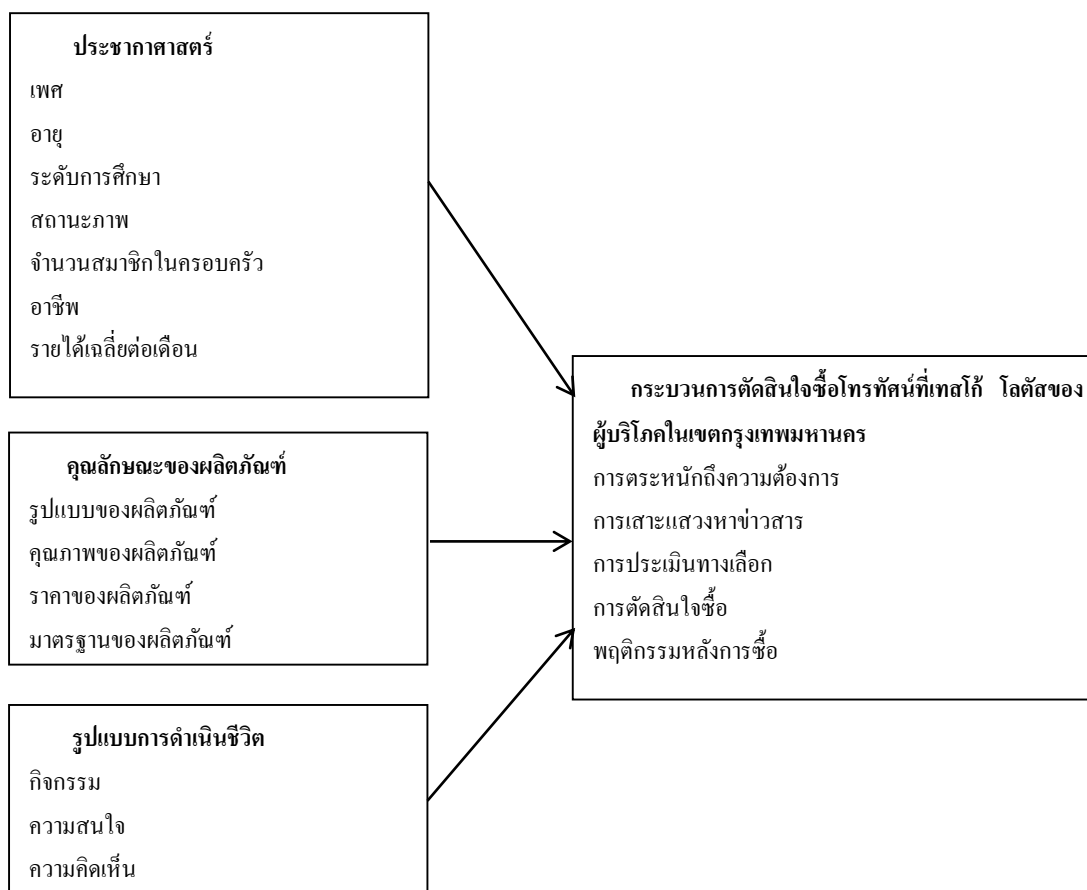 ประชากาศาสตร์
เพศ
อายุ
ระดับการศึกษา
สถานะภาพ
จำนวนสมาชิกในครอบครัว
อาชีพ
รายได้เฉลี่ยต่อเดือน
คุณลักษณะของผลิตภัณฑ์
รูปแบบของผลิตภัณฑ์
คุณภาพของผลิตภัณฑ์
ราคาของผลิตภัณฑ์
มาตรฐานของผลิตภัณฑ์
รูปแบบการดำเนินชีวิต
กิจกรรม
ความสนใจ
ความคิดเห็น
กระบวนการตัดสินใจซื้อโทรทัศน์ที่เทสโก้ โลตัสของ
ผู้บริโภคในเขตกรุงเทพมหานคร
การตระหนักถึงความต้องการ
การเสาะแสวงหาข่าวสาร
การประเมินทางเลือก
การตัดสินใจซื้อ
พฤติกรรมหลังการซื้อ